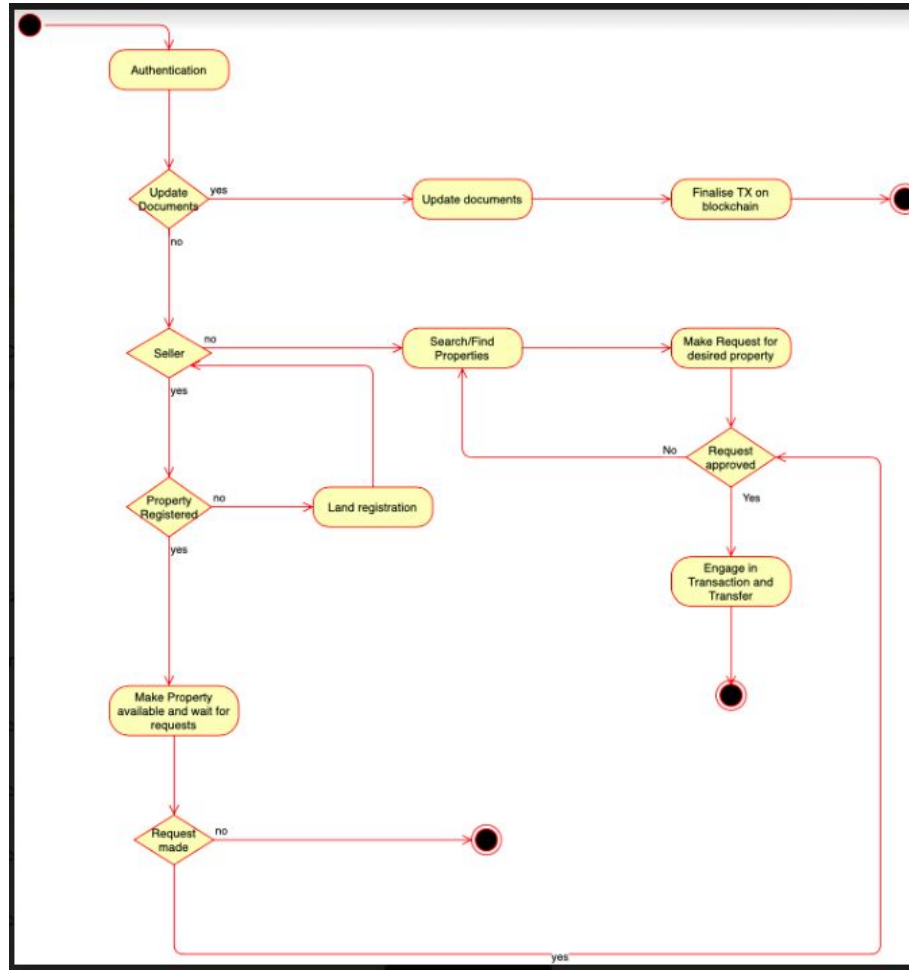 Authentication
Update
Documents
yes
no
Update documents
Finalise TX on
blockchain
Seller
no
yes
Search/Find
Properties
Make Request for
desired property
Request
approved
No
Yes
Property
Registered
no
yes
Land registration
Engage in
Transaction and
Transfer
Make Property
available and wait for
requests
Request
made
no
yes